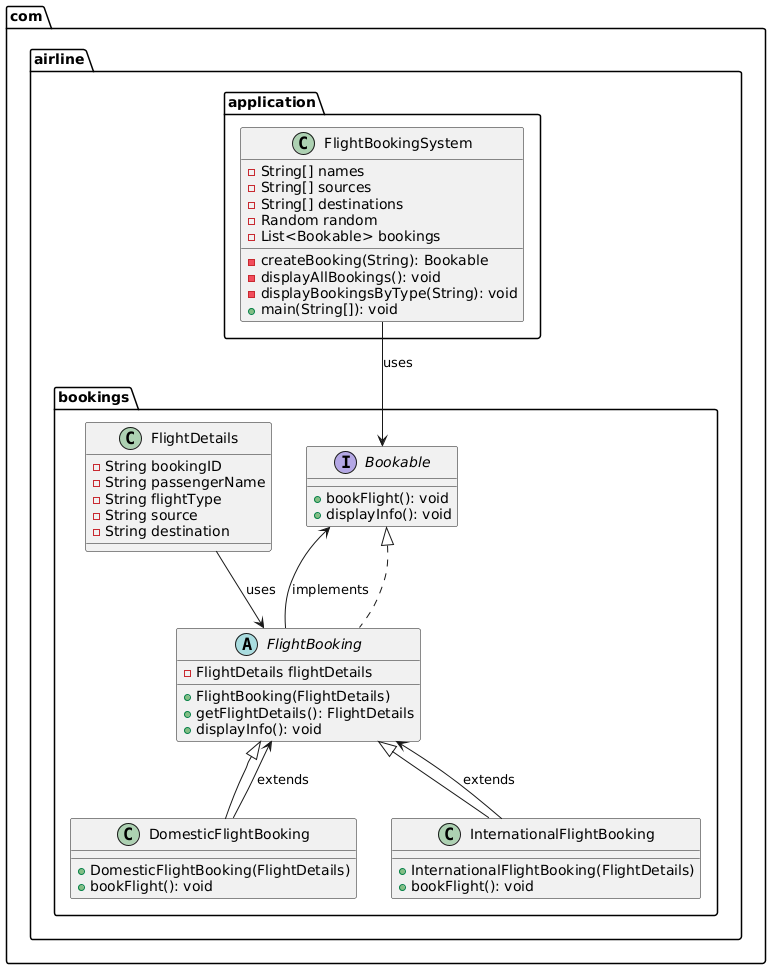 com
airline
application
C FlightBookingSystem
String[] names
String[] sources
String[] destinations
Random random
List<Bookable> bookings
createBooking(String): Bookable
displayAllBookings(): void
displayBookingsByType(String): void
main(String[]): void
uses
bookings
C FlightDetails
String bookingID
String passengerName
String flightType
String source
String destination
I Bookable
bookFlight(): void
displayInfo(): void
uses
implements
A FlightBooking
FlightDetails flightDetails
FlightBooking(FlightDetails)
getFlightDetails(): FlightDetails
displayInfo(): void
extends
extends
C DomesticFlightBooking
DomesticFlightBooking(FlightDetails)
bookFlight(): void
C InternationalFlightBooking
InternationalFlightBooking(FlightDetails)
bookFlight(): void